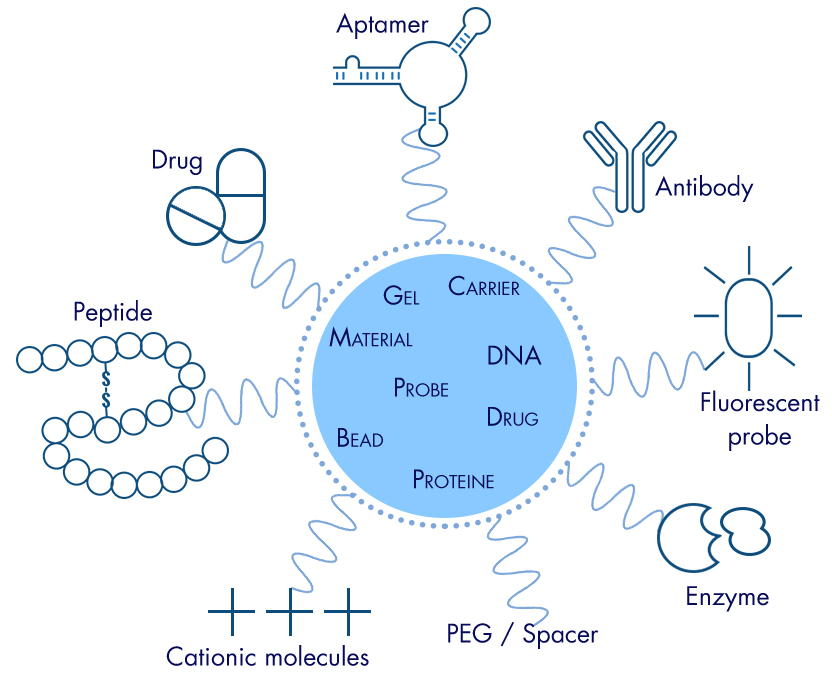 Aptamer
Drug
Antibody
Gel
Carrier
Peptide
Material
DNA
Probe
Fluorescent
probe
Drug
Bead
Proteine
S
S
Enzyme
PEG / Spacer
Cationic molecules